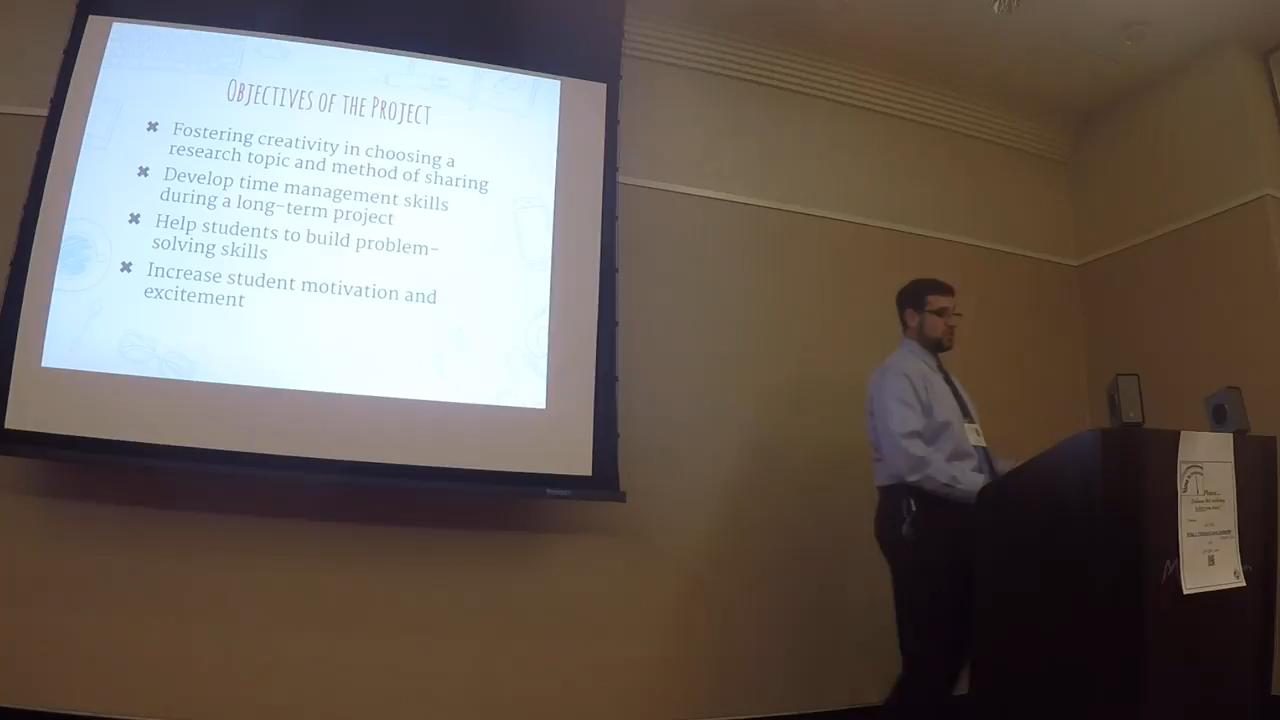 OBJECTIVES OF THE PROJECT
✖ Fostering creativity in choosing a
research topic and method of sharing
✖ Develop time management skills
during a long-term project
✖ Help students to build problem-
solving skills
✖ Increase student motivation and
excitement
Please...